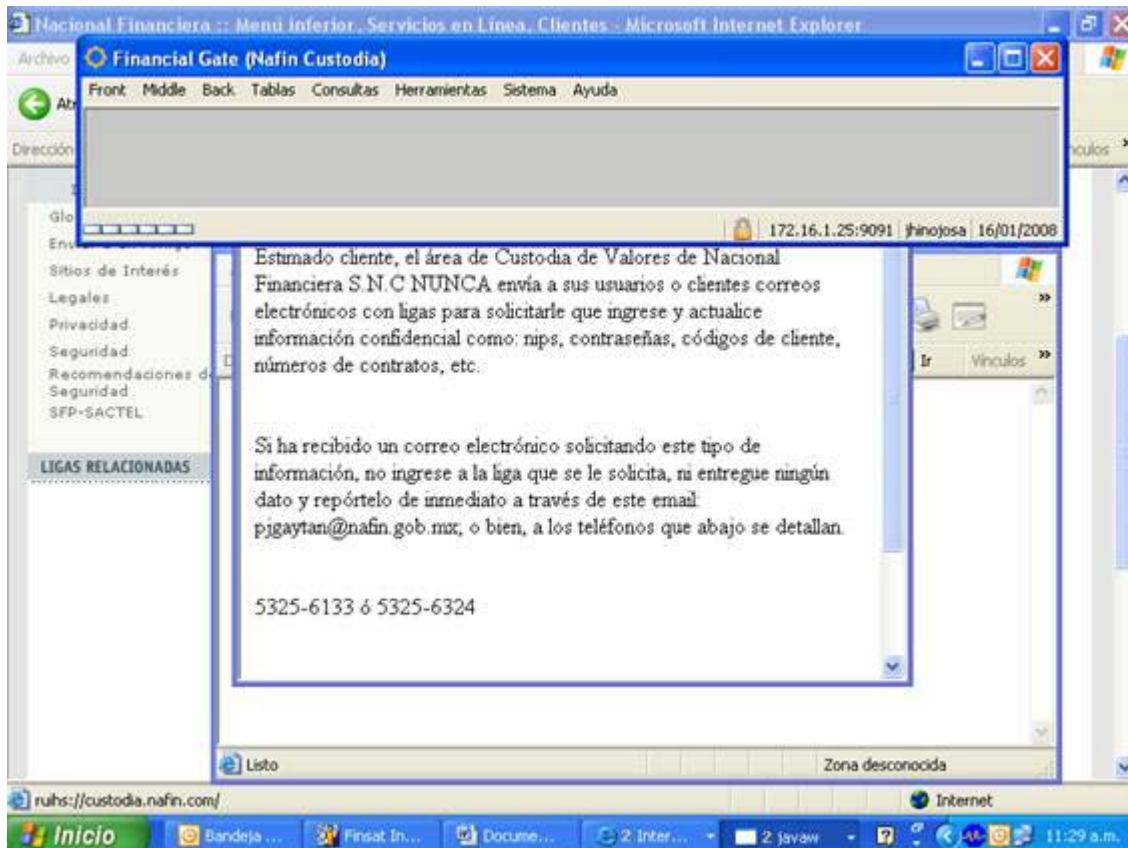 Nacional Financiera :: Menú inferior, Servicios en Línea, Clientes - Microsoft Internet Explorer
Archivo
Financial Gate (Nafin Custodia)
Front Middle Back Tablas Consultas Herramientas Sistema Ayuda
Dirección
172.16.1.25:9091 jhinojosa 16/01/2008
Sitios de Interés
Legales
Privacidad
Seguridad
Recomendaciones de
Seguridad
SFP-SACTEL
LIGAS RELACIONADAS
Estimado cliente, el área de Custodia de Valores de Nacional
Financiera S.N.C NUNCA envía a sus usuarios o clientes correos
electrónicos con ligas para solicitarle que ingrese y actualice
información confidencial como: nips, contraseñas, códigos de cliente,
números de contratos, etc.
Si ha recibido un correo electrónico solicitando este tipo de
información, no ingrese a la liga que se le solicita, ni entregue ningún
dato y repórtelo de inmediato a través de este email:
pjgaytan@nafin.gob.mx; o bien, a los teléfonos que abajo se detallan.
5325-6133 ó 5325-6324
Ir Vínculos »
Listo
Zona desconocida
ruihs://custodia.nafin.com/
Internet
Inicio
Bandeja ...
Finsat In...
Docume...
2 Inter...
2 javaw
11:29 a.m.